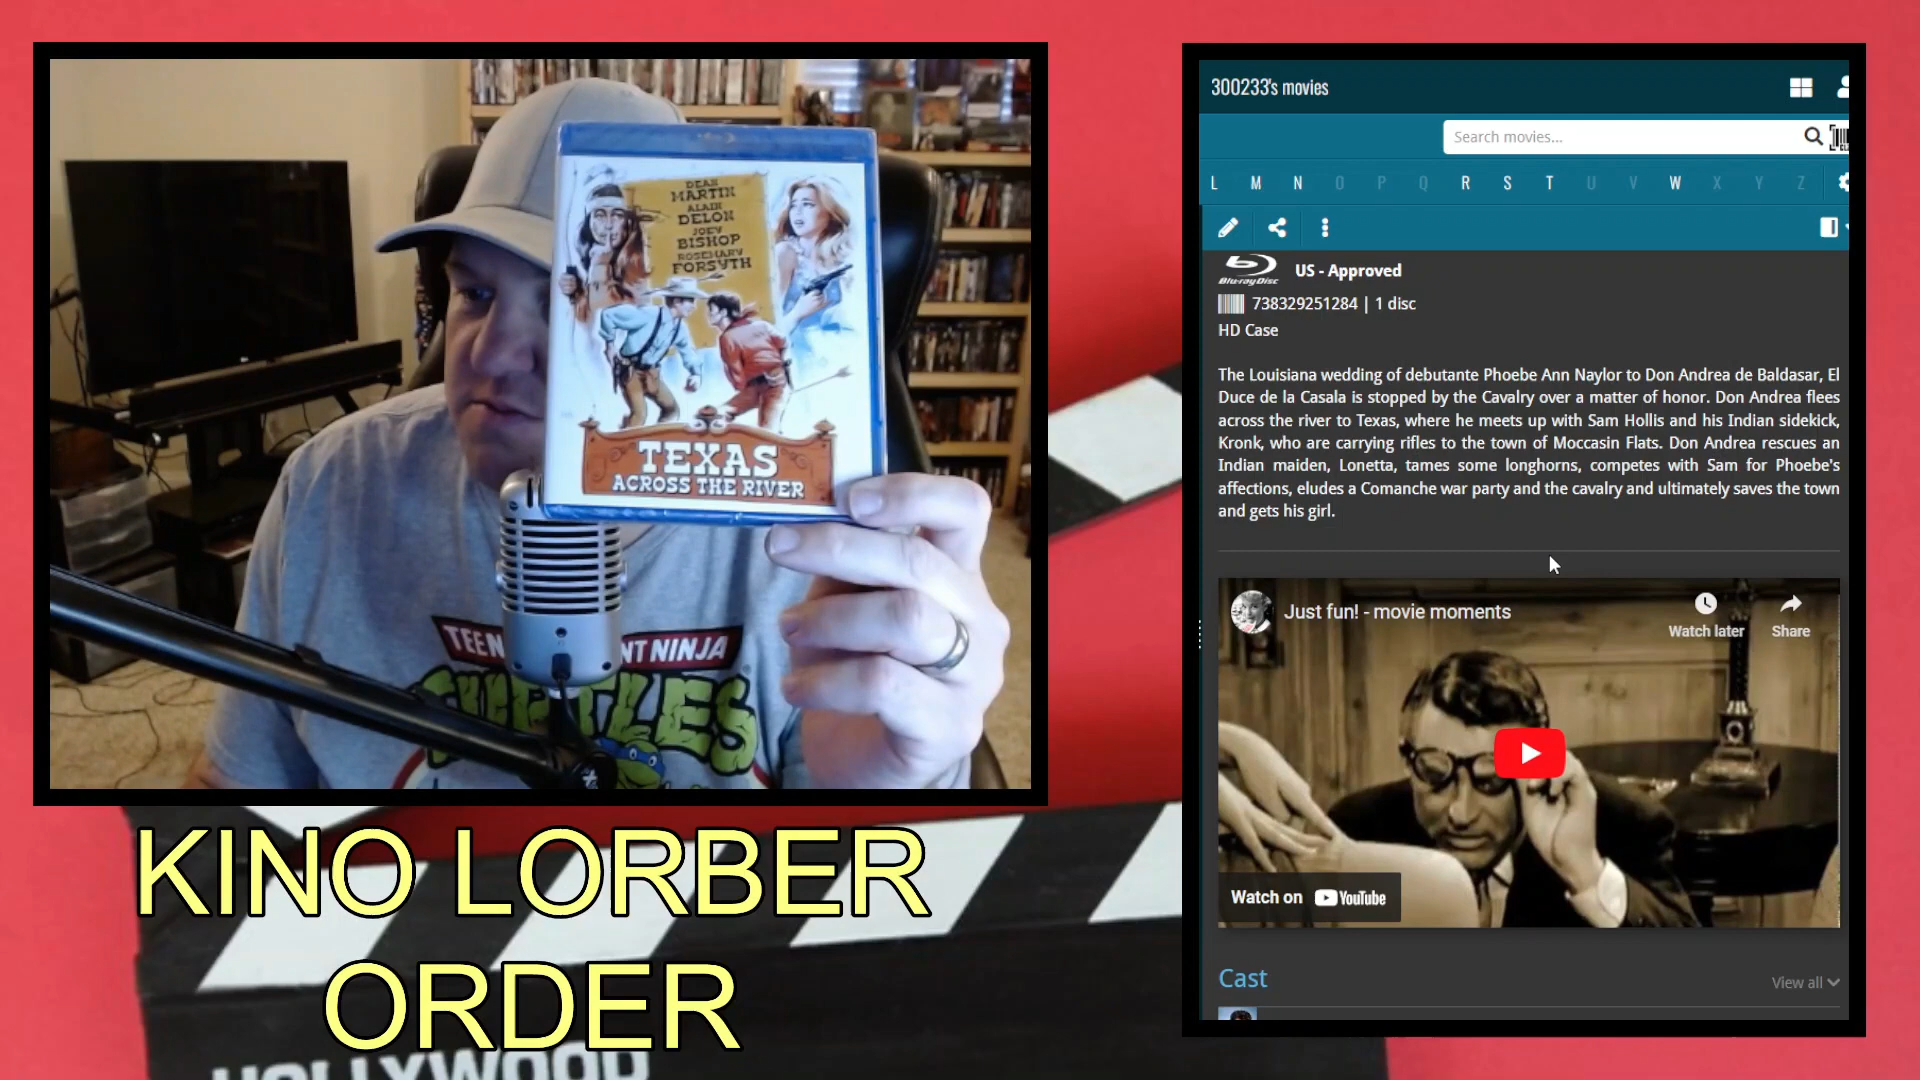 DEAN
MARTIN
ALAIN
DELON
JOEY
BISHOP
ROSEMARY
FORSYTH
TEXAS
ACROSS THE RIVER
TEEN NT NINJA
TURTLES
KINO LORBER
ORDER
HOLLYWOOD
300233's movies
Search movies...
L M N O P Q R S T U V W X Y Z
Blu-ray Disc US - Approved
738329251284 | 1 disc
HD Case
The Louisiana wedding of debutante Phoebe Ann Naylor to Don Andrea de Baldasar, El
Duce de la Casala is stopped by the Cavalry over a matter of honor. Don Andrea flees
across the river to Texas, where he meets up with Sam Hollis and his Indian sidekick,
Kronk, who are carrying rifles to the town of Moccasin Flats. Don Andrea rescues an
Indian maiden, Lonetta, tames some longhorns, competes with Sam for Phoebe's
affections, eludes a Comanche war party and the cavalry and ultimately saves the town
and gets his girl.
Just fun! - movie moments
Watch later Share
Watch on YouTube
Cast View all